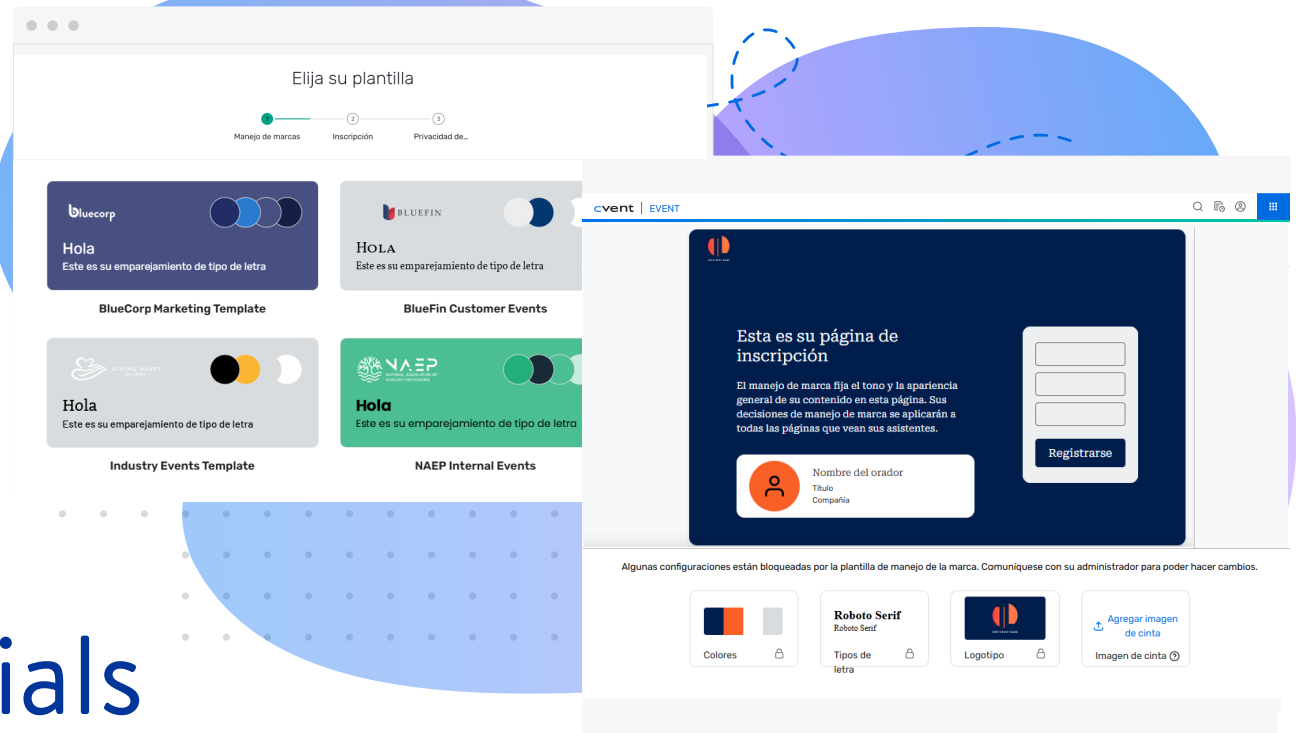 Elija su plantilla
1
2
3
Manejo de marcas
Inscripción
Privacidad de...
bluecorp
Hola
Este es su emparejamiento de tipo de letra
BlueCorp Marketing Template
BLUEFIN
HOLA
Este es su emparejamiento de tipo de letra
BlueFin Customer Events
GIVING HEART
Hola
Este es su emparejamiento de tipo de letra
Industry Events Template
NAEP
NATIONAL ASSOCIATION OF
ECOLOGY PROFESSORS
Hola
Este es su emparejamiento de tipo de letra
NAEP Internal Events
cvent | EVENT
Esta es su página de
inscripción
El manejo de marca fija el tono y la apariencia
general de su contenido en esta página. Sus
decisiones de manejo de marca se aplicarán a
todas las páginas que vean sus asistentes.
Nombre del orador
Título
Compañía
Registrarse
Algunas configuraciones están bloqueadas por la plantilla de manejo de la marca. Comuníquese con su administrador para poder hacer cambios.
Colores
Roboto Serif
Roboto Serif
Tipos de
letra
Logotipo
Agregar imagen
de cinta
Imagen de cinta
ials